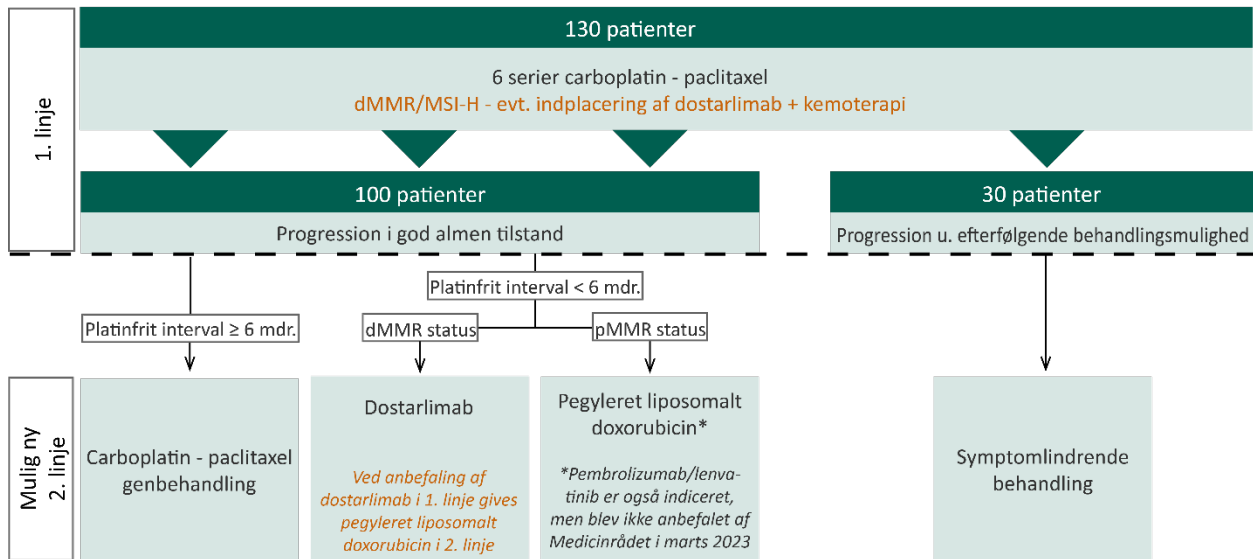 1. linje
130 patienter
6 serier carboplatin - paclitaxel
dMMR/MSI-H - evt. indplacering af dostarlimab + kemoterapi
100 patienter
Progression i god almen tilstand
30 patienter
Progression u. efterfølgende behandlingsmulighed
Platinfrit interval < 6 mdr.
Platinfrit interval ≥ 6 mdr.
dMMR status
pMMR status
Mulig ny
2. linje
Carboplatin - paclitaxel
genbehandling
Dostarlimab
Ved anbefaling af
dostarlimab i 1. linje gives
pegyleret liposomalt
doxorubicin i 2. linje
Pegyleret liposomalt
doxorubicin*
*Pembrolizumab/lenva-
tinib er også indiceret,
men blev ikke anbefalet af
Medicinrådet i marts 2023
Symptomlindrende
behandling